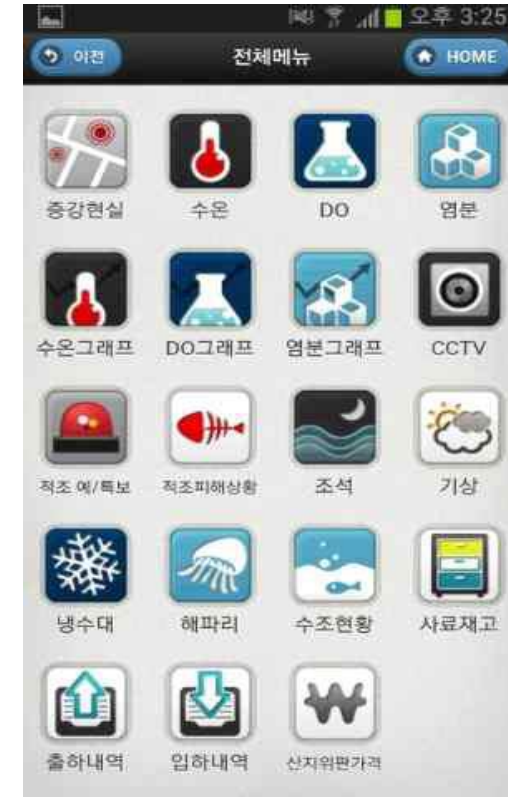 오후 3:25
이전 전체메뉴 HOME
증강현실 수온 DO 염분
수온그래프 DO그래프 염분그래프 CCTV
적조 예/특보 적조피해상황 조석 기상
냉수대 해파리 수조현황 사료재고
출하내역 입하내역 산지위판가격